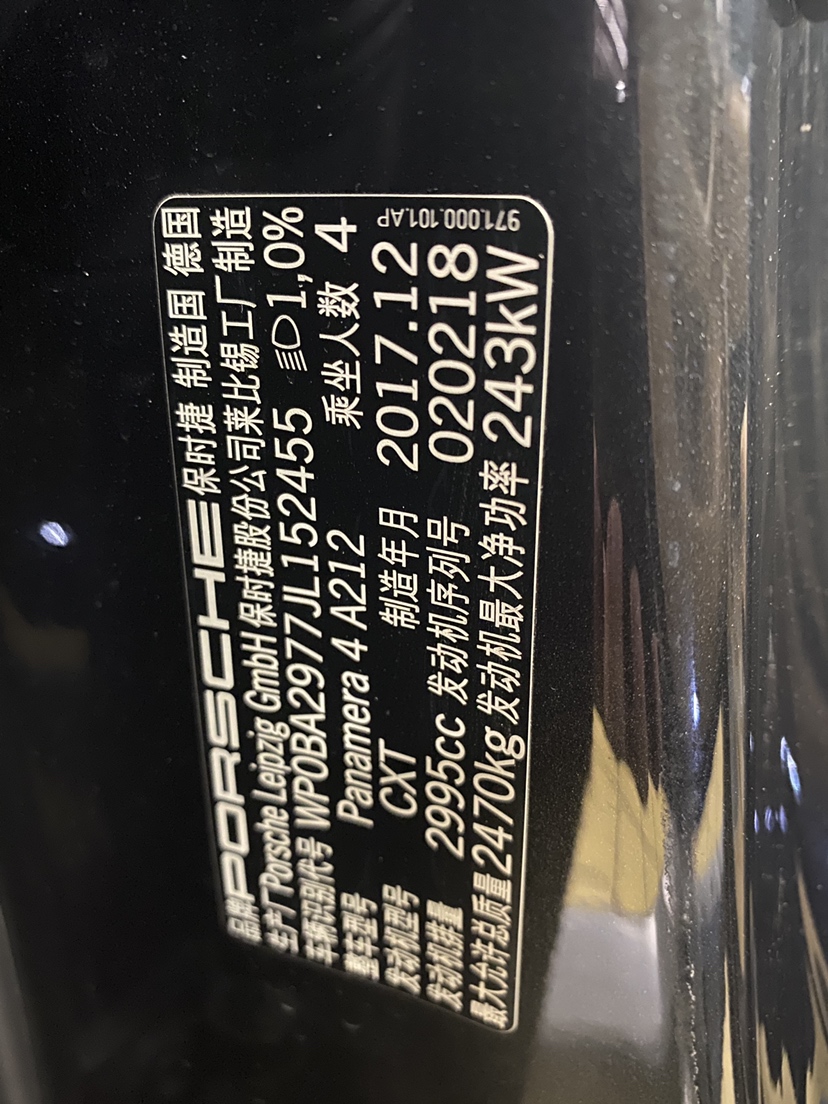 品牌 PORSCHE 保时捷 制造国 德国
生产厂 Porsche Leipzig GmbH 保时捷股份公司莱比锡工厂制造
车辆识别代号 WP0BA2977JL152455 1,0%
整车型号 Panamera 4 A212 乘坐人数 4
发动机型号 CXT 制造年月 2017.12
发动机排量 2995cc 发动机序列号 020218
最大允许总质量 2470kg 发动机最大净功率 243kW
971.000.101.AP